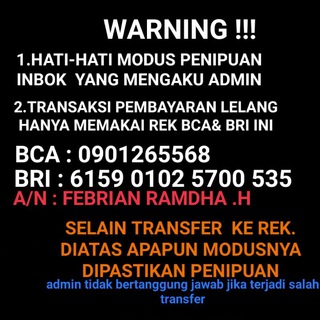 WARNING !!!
1.HATI-HATI MODUS PENIPUAN
INBOK YANG MENGAKU ADMIN
2.TRANSAKSI PEMBAYARAN LELANG
HANYA MEMAKAI REK BCA& BRI INI
BCA : 0901265568
BRI : 6159 0102 5700 535
A/N : FEBRIAN RAMDHA .H
SELAIN TRANSFER KE REK.
DIATAS APAPUN MODUSNYA
DIPASTIKAN PENIPUAN
admin tidak bertanggung jawab jika terjadi salah
transfer